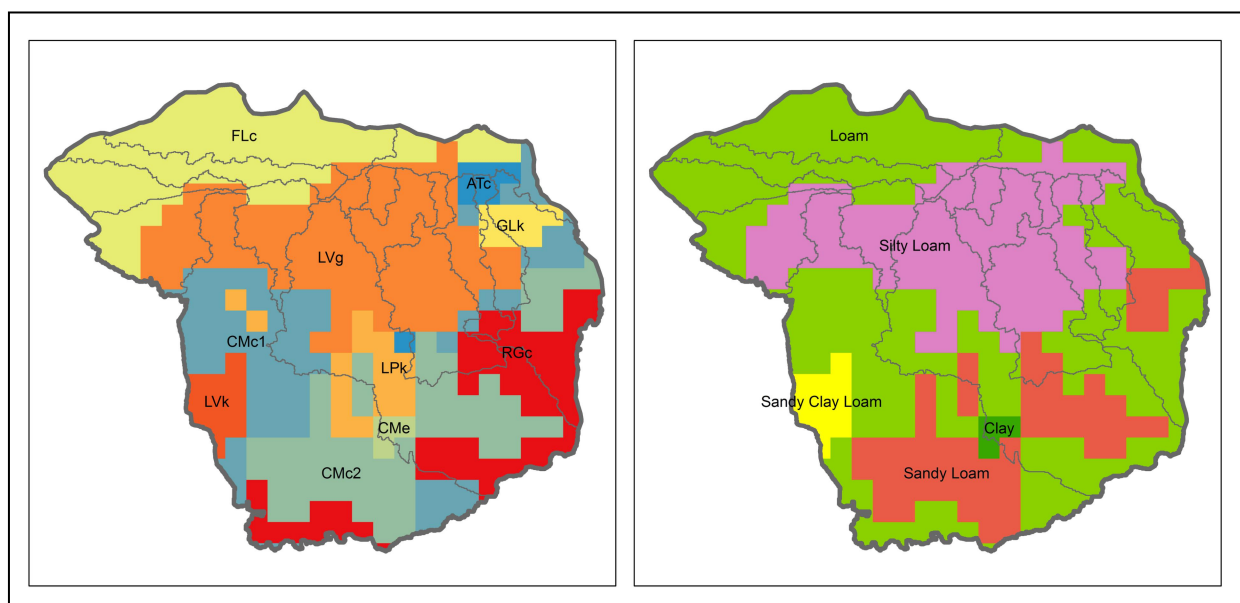 FLc
ATc
GLk
LVg
CMc1
RGc
LPk
LVk
CMe
CMc2
Loam
Silty Loam
Sandy Clay Loam
Clay
Sandy Loam